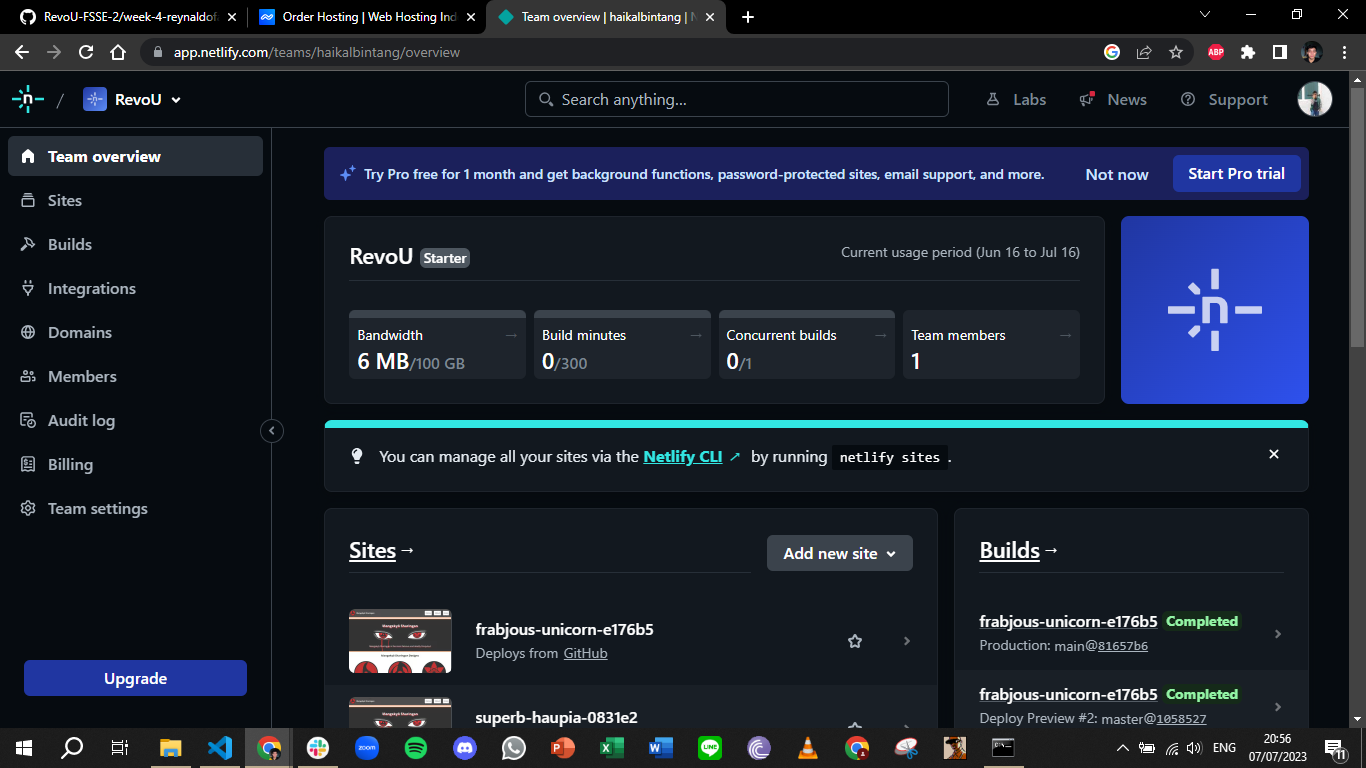 RevoU-FSSE-2/week-4-reynaldof
Order Hosting | Web Hosting Ind
Team overview | haikalbintang | N
app.netlify.com/teams/haikalbintang/overview
ABP
n / RevoU
Search anything...
Labs
News
Support
Team overview
Sites
Builds
Integrations
Domains
Members
Audit log
Billing
Team settings
Upgrade
Try Pro free for 1 month and get background functions, password-protected sites, email support, and more.
Not now
Start Pro trial
RevoU Starter
Current usage period (Jun 16 to Jul 16)
Bandwidth →
6 MB/100 GB
Build minutes →
0/300
Concurrent builds →
0/1
Team members →
1
n
You can manage all your sites via the Netlify CLI ↗ by running netlify sites.
Sites →
Add new site
frabjous-unicorn-e176b5
Deploys from GitHub
superb-haupia-0831e2
Builds →
frabjous-unicorn-e176b5 Completed
Production: main@81657b6
frabjous-unicorn-e176b5 Completed
Deploy Preview #2: master@1058527
zoom
LINE
ENG
20:56
07/07/2023
11